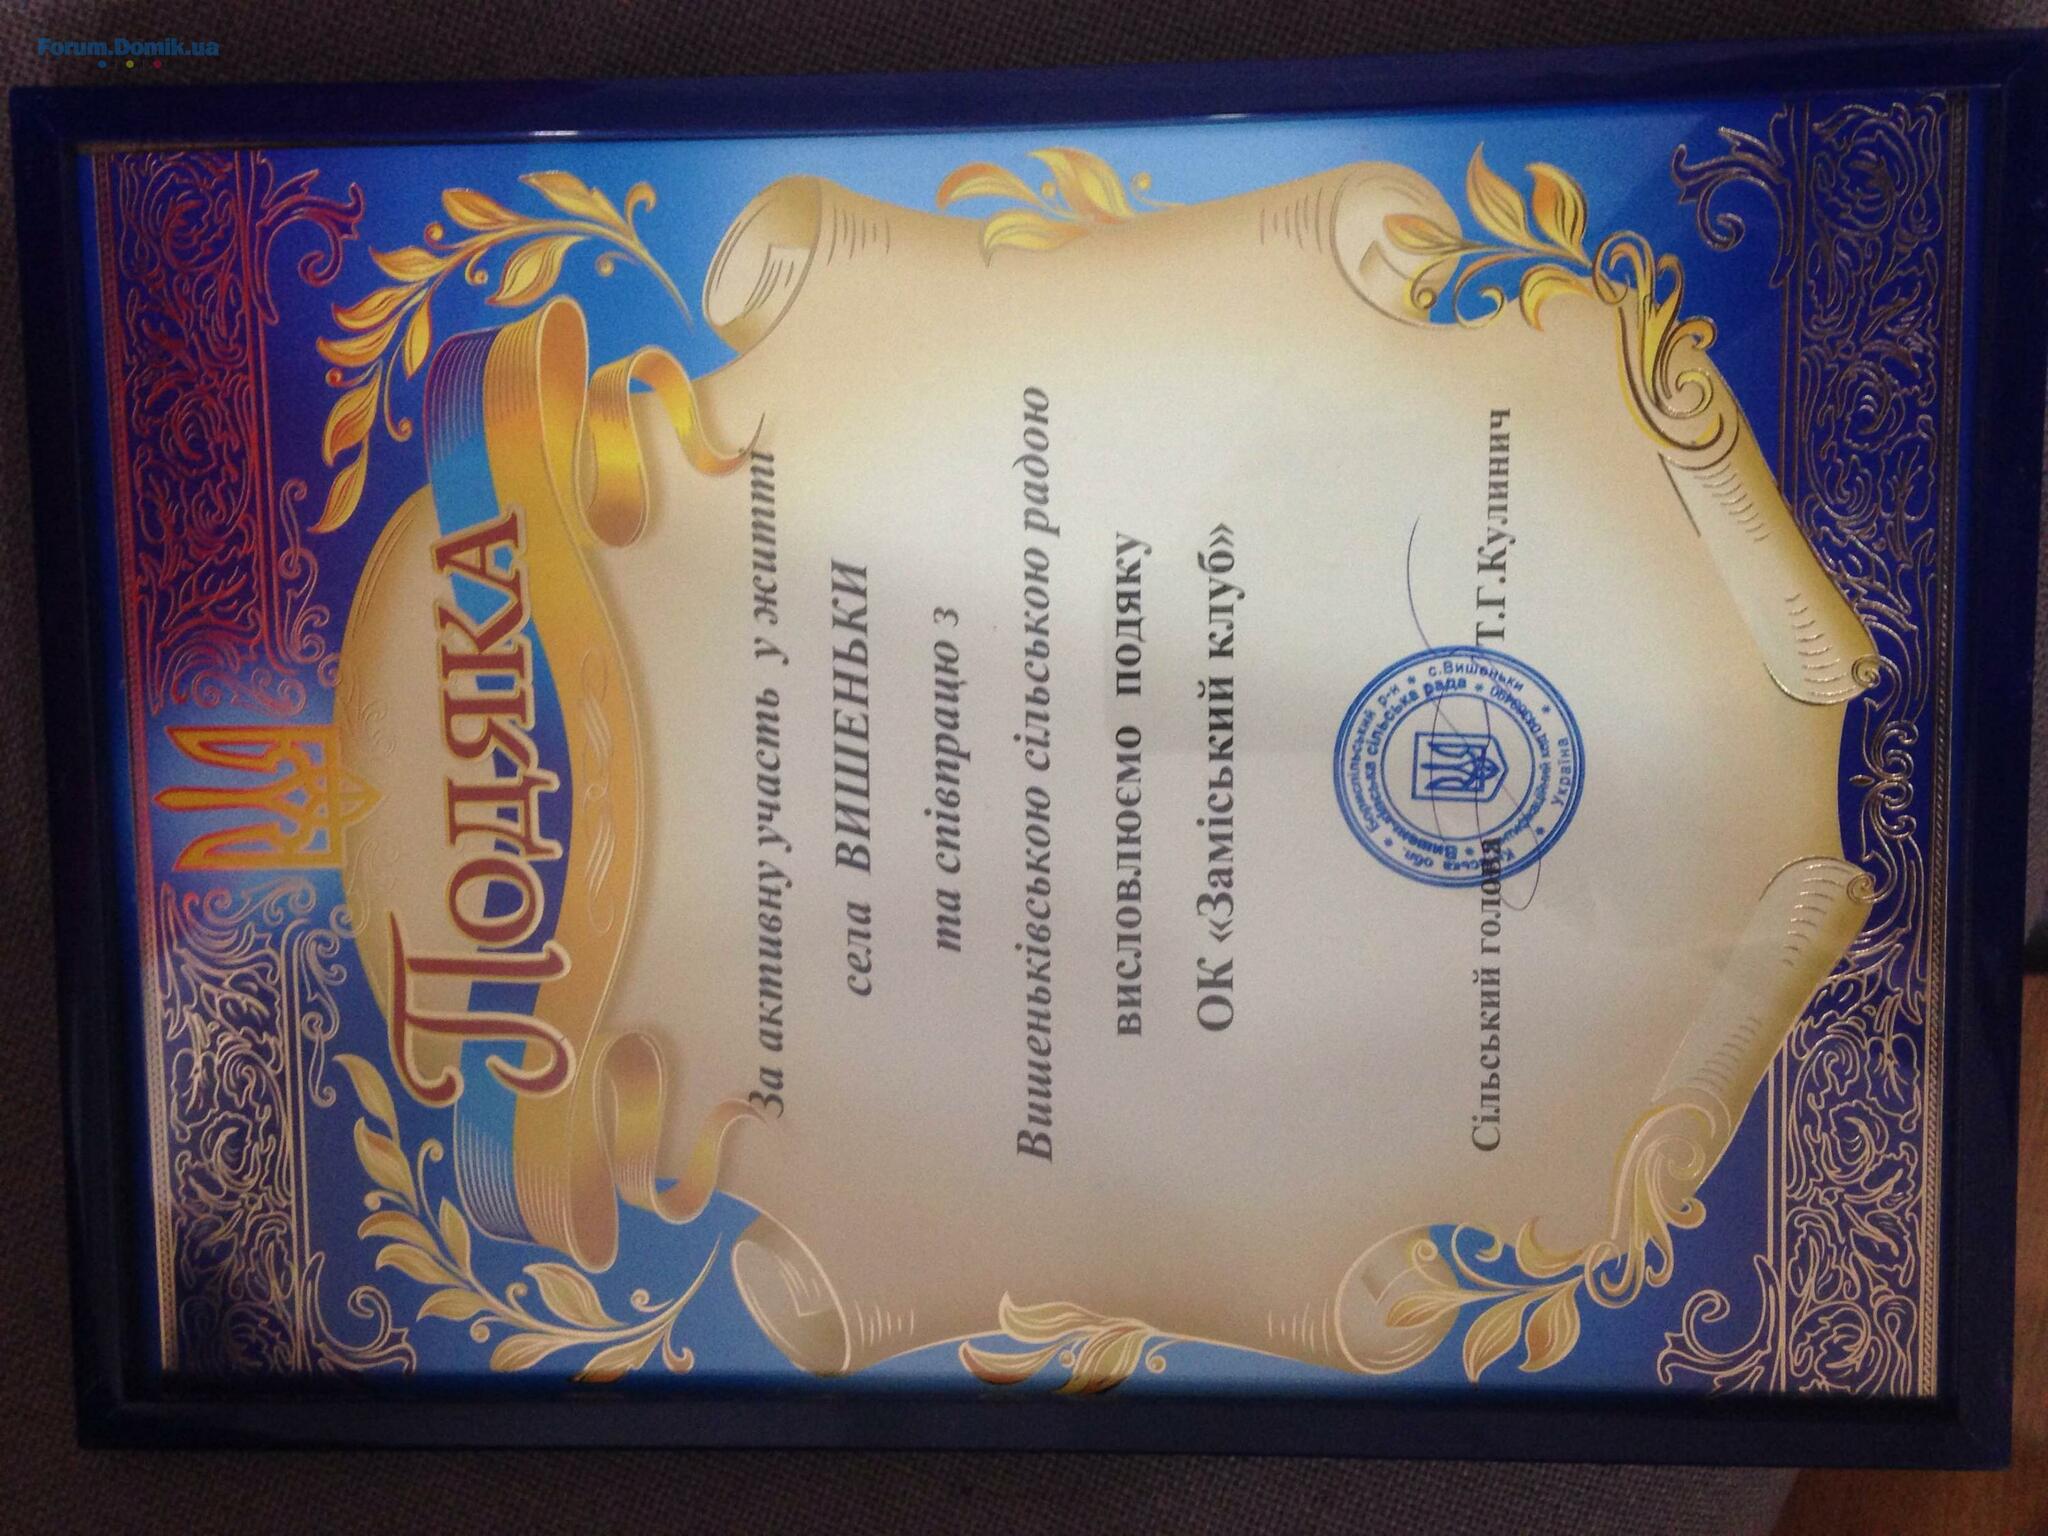 Forum.Domik.ua
Подяка
За активну участь у житті
села ВИШЕНЬКИ
та співпрацю з
Вишеньківською сільською радою
висловлюємо подяку
ОК «Заміський клуб»
Сільський голова Т.Г.Кулинич
Бориспільський р-н * с.Вишеньки * Україна *
сільська рада *